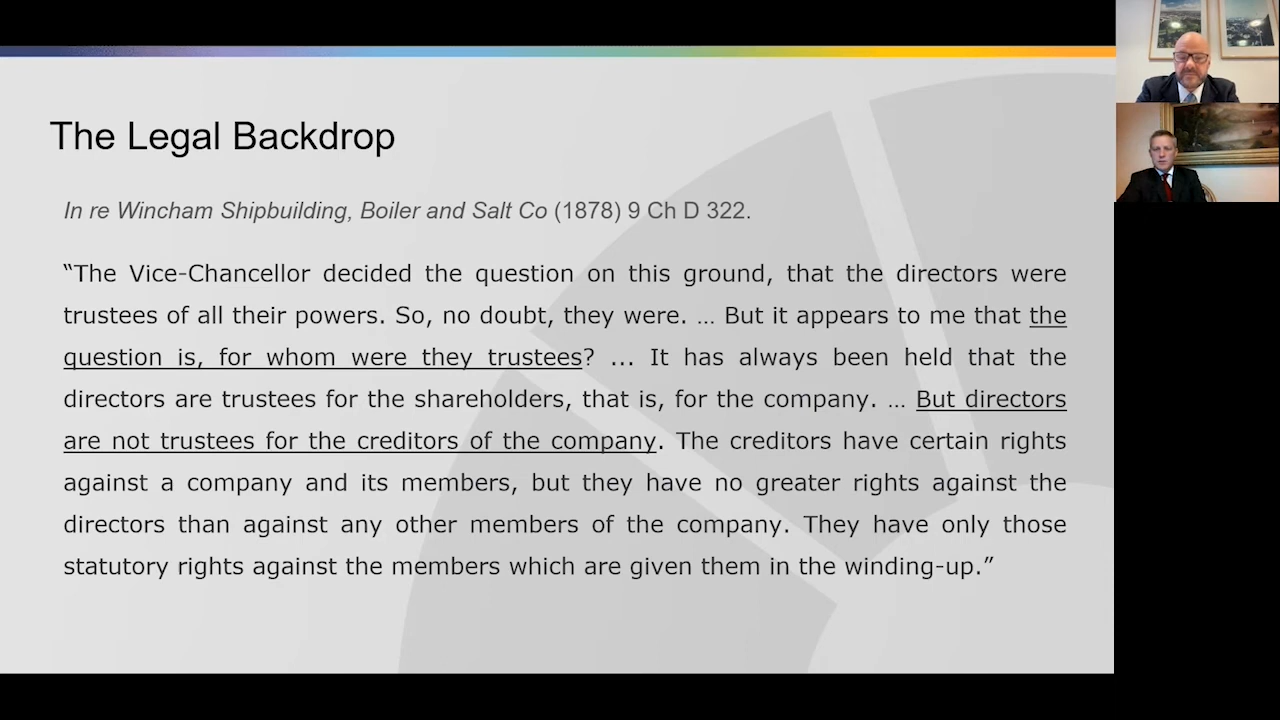 The Legal Backdrop
In re Wincham Shipbuilding, Boiler and Salt Co (1878) 9 Ch D 322.
“The Vice-Chancellor decided the question on this ground, that the directors were
trustees of all their powers. So, no doubt, they were. … But it appears to me that the
question is, for whom were they trustees? ... It has always been held that the
directors are trustees for the shareholders, that is, for the company. … But directors
are not trustees for the creditors of the company. The creditors have certain rights
against a company and its members, but they have no greater rights against the
directors than against any other members of the company. They have only those
statutory rights against the members which are given them in the winding-up.”